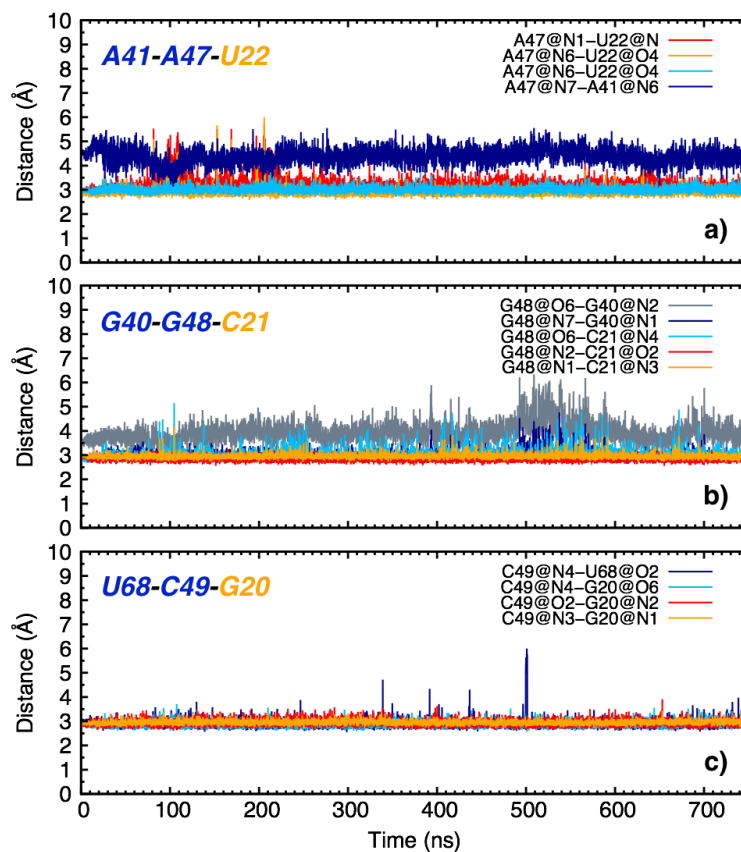 10
9
8
7
6
5
4
3
2
1
0
Distance (Å)
A41-A47-U22
A47@N1-U22@N
A47@N6-U22@O4
A47@N6-U22@O4
A47@N7-A41@N6
a)
10
9
8
7
6
5
4
3
2
1
0
Distance (Å)
G40-G48-C21
G48@O6-G40@N2
G48@N7-G40@N1
G48@O6-C21@N4
G48@N2-C21@O2
G48@N1-C21@N3
b)
10
9
8
7
6
5
4
3
2
1
0
Distance (Å)
U68-C49-G20
C49@N4-U68@O2
C49@N4-G20@O6
C49@O2-G20@N2
C49@N3-G20@N1
c)
0 100 200 300 400 500 600 700
Time (ns)